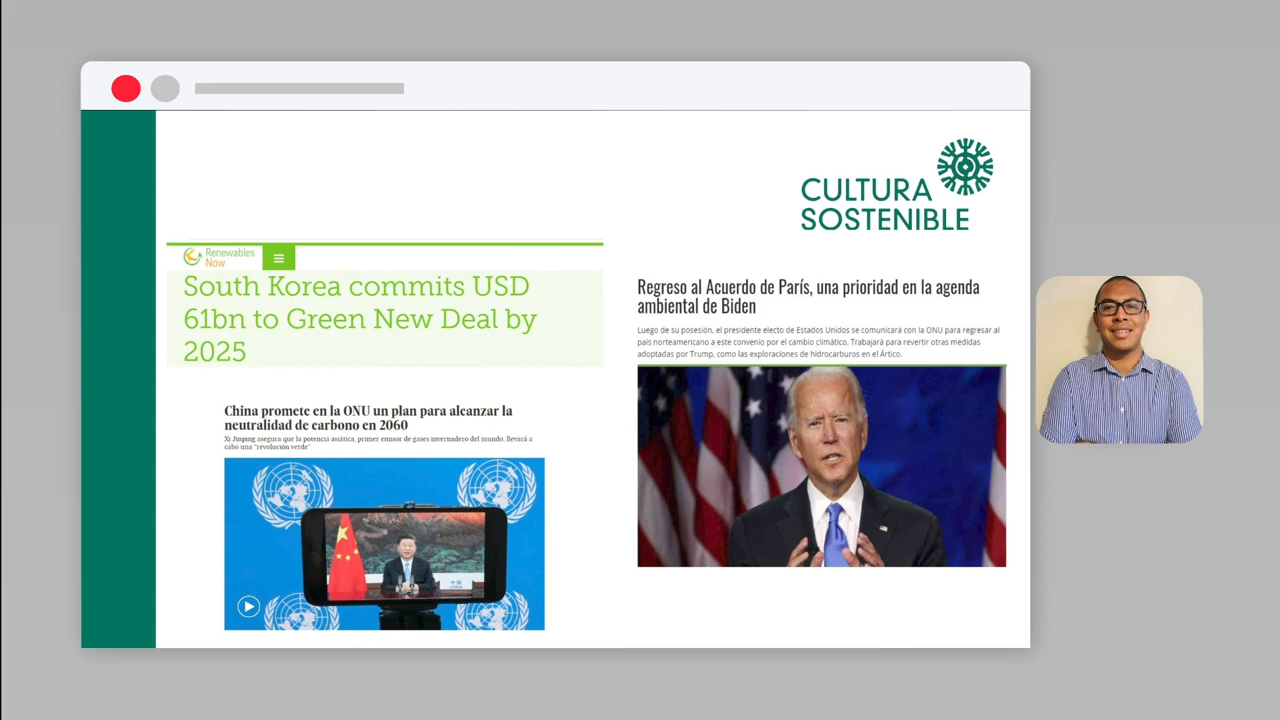 CULTURA
SOSTENIBLE
Renewables
Now
South Korea commits USD
61bn to Green New Deal by
2025
China promete en la ONU un plan para alcanzar la
neutralidad de carbono en 2060
Xi Jinping asegura que la potencia asiática, primer emisor de gases invernadero del mundo, llevará a
cabo una "revolución verde"
Regreso al Acuerdo de París, una prioridad en la agenda
ambiental de Biden
Luego de su posesión, el presidente electo de Estados Unidos se comunicará con la ONU para regresar al
país norteamericano a este convenio por el cambio climático. Trabajará para revertir otras medidas
adoptadas por Trump, como las exploraciones de hidrocarburos en el Ártico.